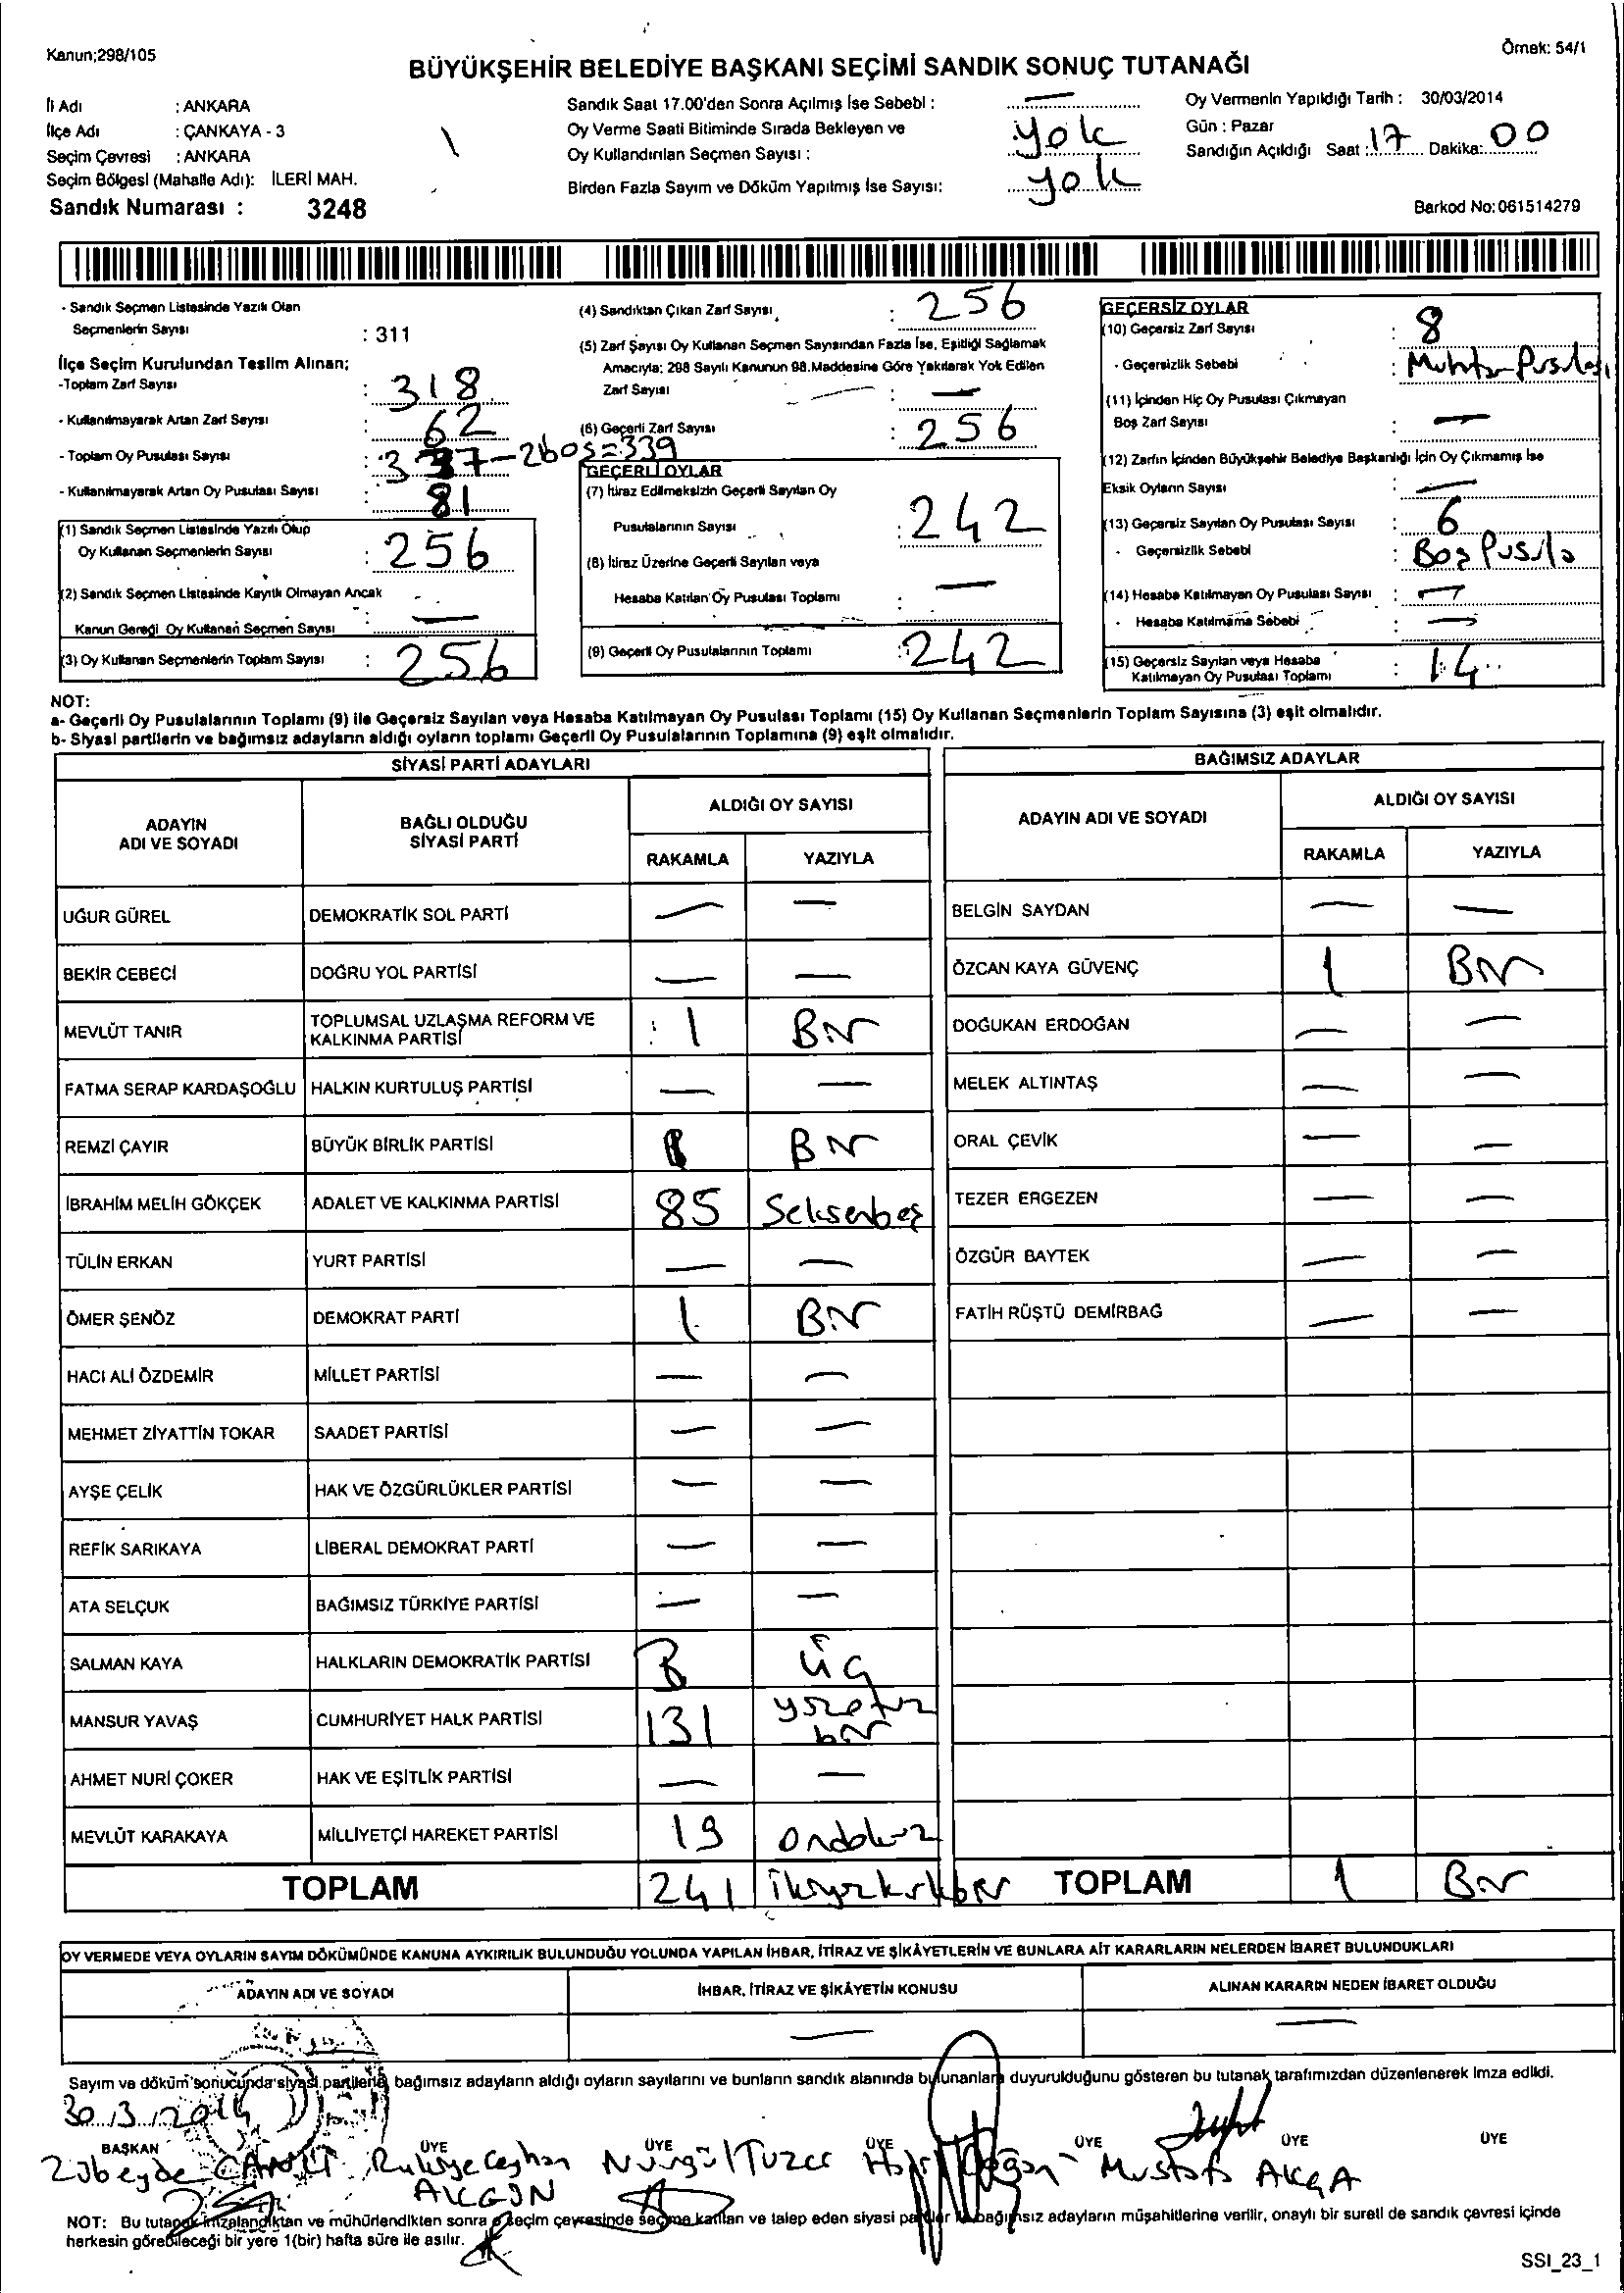 Kanun;298/105
Örnek: 54/1
BÜYÜKŞEHİR BELEDİYE BAŞKANI SEÇİMİ SANDIK SONUÇ TUTANAĞI
İli Adı : ANKARA
İlçe Adı : ÇANKAYA - 3
Seçim Çevresi : ANKARA
Seçim Bölgesi (Mahalle Adı): İLERİ MAH.
Sandık Numarası : 3248
Sandık Saat 17.00'den Sonra Açılmış İse Sebebi : —
Oy Verme Saati Bitiminde Sırada Bekleyen ve
Oy Kullandırılan Seçmen Sayısı : yok
Birden Fazla Sayım ve Döküm Yapılmış İse Sayısı: yok
Oy Vermenin Yapıldığı Tarih : 30/03/2014
Gün : Pazar
Sandığın Açıldığı Saat : 17 Dakika: 00
Barkod No: 061514279
- Sandık Seçmen Listesinde Yazılı Olan
Seçmenlerin Sayısı : 311
İlçe Seçim Kurulundan Teslim Alınan;
-Toplam Zarf Sayısı : 318
- Kullanılmayarak Artan Zarf Sayısı : 62
- Toplam Oy Pusulası Sayısı : 337-2boş=339
- Kullanılmayarak Artan Oy Pusulası Sayısı : 81
(1) Sandık Seçmen Listesinde Yazılı Olup
Oy Kullanan Seçmenlerin Sayısı : 256
(2) Sandık Seçmen Listesinde Kayıtlı Olmayan Ancak
Kanun Gereği Oy Kullanan Seçmen Sayısı —
(3) Oy Kullanan Seçmenlerin Toplam Sayısı : 256
(4) Sandıktan Çıkan Zarf Sayısı : 256
(5) Zarf Sayısı Oy Kullanan Seçmen Sayısından Fazla İse, Eşitliği Sağlamak
Amacıyla; 298 Sayılı Kanunun 98.Maddesine Göre Yakılarak Yok Edilen
Zarf Sayısı : —
(6) Geçerli Zarf Sayısı : 256
GEÇERLİ OYLAR
(7) İtiraz Edilmeksizin Geçerli Sayılan Oy
Pusulalarının Sayısı : 242
(8) İtiraz Üzerine Geçerli Sayılan veya
Hesaba Katılan Oy Pusulası Toplamı : —
(9) Geçerli Oy Pusulalarının Toplamı : 242
GEÇERSİZ OYLAR
(10) Geçersiz Zarf Sayısı : 8
- Geçersizlik Sebebi : Muhtar Pusulası
(11) İçinden Hiç Oy Pusulası Çıkmayan
Boş Zarf Sayısı : —
(12) Zarfın İçinden Büyükşehir Belediye Başkanlığı İçin Oy Çıkmamış İse
Eksik Oyların Sayısı : —
(13) Geçersiz Sayılan Oy Pusulası Sayısı : 6
- Geçersizlik Sebebi : Boş Pusula
(14) Hesaba Katılmayan Oy Pusulası Sayısı : —
- Hesaba Katılmama Sebebi : —
(15) Geçersiz Sayılan veya Hesaba
Katılmayan Oy Pusulası Toplamı : 14
NOT:
a- Geçerli Oy Pusulalarının Toplamı (9) ile Geçersiz Sayılan veya Hesaba Katılmayan Oy Pusulası Toplamı (15) Oy Kullanan Seçmenlerin Toplam Sayısına (3) eşit olmalıdır.
b- Siyasi partilerin ve bağımsız adayların aldığı oyların toplamı Geçerli Oy Pusulalarının Toplamına (9) eşit olmalıdır.
SİYASİ PARTİ ADAYLARI
ADAYIN ADI VE SOYADI
BAĞLI OLDUĞU SİYASİ PARTİ
ALDIĞI OY SAYISI
RAKAMLA YAZIYLA
UĞUR GÜREL DEMOKRATİK SOL PARTİ — —
BEKİR CEBECİ DOĞRU YOL PARTİSİ — —
MEVLÜT TANIR TOPLUMSAL UZLAŞMA REFORM VE KALKINMA PARTİSİ 1 Bir
FATMA SERAP KARDAŞOĞLU HALKIN KURTULUŞ PARTİSİ — —
REMZİ ÇAYIR BÜYÜK BİRLİK PARTİSİ 1 Bir
İBRAHİM MELİH GÖKÇEK ADALET VE KALKINMA PARTİSİ 85 Seksenbeş
TÜLİN ERKAN YURT PARTİSİ — —
ÖMER ŞENÖZ DEMOKRAT PARTİ 1 Bir
HACI ALİ ÖZDEMİR MİLLET PARTİSİ — —
MEHMET ZİYATTİN TOKAR SAADET PARTİSİ — —
AYŞE ÇELİK HAK VE ÖZGÜRLÜKLER PARTİSİ — —
REFİK SARIKAYA LİBERAL DEMOKRAT PARTİ — —
ATA SELÇUK BAĞIMSIZ TÜRKİYE PARTİSİ — —
SALMAN KAYA HALKLARIN DEMOKRATİK PARTİSİ 3 üç
MANSUR YAVAŞ CUMHURİYET HALK PARTİSİ 131 yüzotuz bir
AHMET NURİ ÇOKER HAK VE EŞİTLİK PARTİSİ — —
MEVLÜT KARAKAYA MİLLİYETÇİ HAREKET PARTİSİ 19 Ondokuz
TOPLAM 241 ikiyüzkırkbir
BAĞIMSIZ ADAYLAR
ADAYIN ADI VE SOYADI
ALDIĞI OY SAYISI
RAKAMLA YAZIYLA
BELGİN SAYDAN — —
ÖZCAN KAYA GÜVENÇ 1 Bir
DOĞUKAN ERDOĞAN — —
MELEK ALTINTAŞ — —
ORAL ÇEVİK — —
TEZER ERGEZEN — —
ÖZGÜR BAYTEK — —
FATİH RÜŞTÜ DEMİRBAĞ — —
TOPLAM 1 Bir
OY VERMEDE VEYA OYLARIN SAYIM DÖKÜMÜNDE KANUNA AYKIRILIK BULUNDUĞU YOLUNDA YAPILAN İHBAR, İTİRAZ VE ŞİKÂYETLERİN VE BUNLARA AİT KARARLARIN NELERDEN İBARET BULUNDUKLARI
ADAYIN ADI VE SOYADI İHBAR, İTİRAZ VE ŞİKÂYETİN KONUSU ALINAN KARARIN NEDEN İBARET OLDUĞU
— —
Sayım ve döküm sonucunda siyasi partilerle, bağımsız adayların aldığı oyların sayılarını ve bunların sandık alanında bulunanlara duyurulduğunu gösteren bu tutanak tarafımızdan düzenlenerek imza edildi.
30.3.2014
BAŞKAN ÜYE ÜYE ÜYE ÜYE ÜYE ÜYE
Zübeyde CANLI Rukiye Ceyhan AKGÜN Nurgül Tuzcu Mustafa AKÇA
NOT: Bu tutanak imzalandıktan ve mühürlendikten sonra o seçim çevresinde seçime katılan ve talep eden siyasi partiler bağımsız adayların müşahitlerine verilir, onaylı bir sureti de sandık çevresi içinde
herkesin görebileceği bir yere 1(bir) hafta süre ile asılır.
SSI_23_1